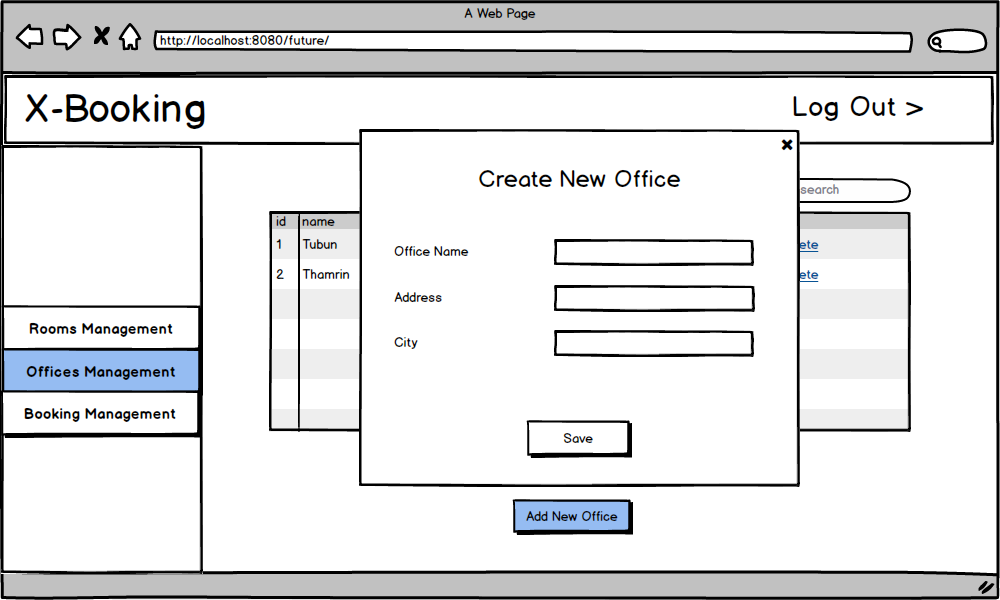 A Web Page
http://localhost:8080/future/
X-Booking
Log Out >
Create New Office
search
id name
Office Name
1 Tubun
ete
2 Thamrin
ete
Address
City
Rooms Management
Offices Management
Booking Management
Save
Add New Office